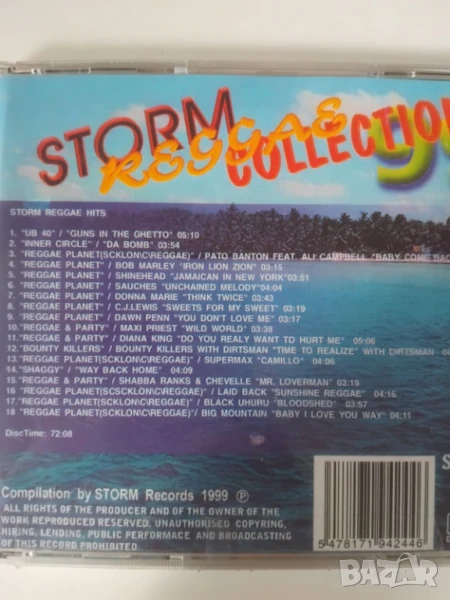 STORM
REGGAE
COLLECTION
STORM REGGAE HITS
1. "UB 40" / "GUNS IN THE GHETTO" 05:10
2. "INNER CIRCLE" / "DA BOMB" 03:54
3. "REGGAE PLANET(SCKLON\C\REGGAE)" / PATO BANTON FEAT. ALI CAMPBELL "BABY COME BAC
4. "REGGAE PLANET" / BOB MARLEY "IRON LION ZION" 03:15
5. "REGGAE PLANET" / SHINEHEAD "JAMAICAN IN NEW YORK"03:51
6. "REGGAE PLANET" / SAUCHES "UNCHAINED MELODY"04:04
7. "REGGAE PLANET" / DONNA MARIE "THINK TWICE" 03:43
8. "REGGAE PLANET" / C.J.LEWIS "SWEETS FOR MY SWEET" 03:19
9. "REGGAE PLANET" / DAWN PENN "YOU DON'T LOVE ME" 03:17
10. "REGGAE & PARTY" / MAXI PRIEST "WILD WORLD" 03:38
11. "REGGAE & PARTY" / DIANA KING "DO YOU REALY WANT TO HURT ME" 05:06
12. "BOUNTY KILLERS" / BOUNTY KILLERS WITH DIRTSMAN "TIME TO REALIZE" WITH DIRTSMAN 04
13. "REGGAE PLANET(SCKLON\C\REGGAE)" / SUPERMAX "CAMILLO" 06:06
14. "SHAGGY" / "WAY BACK HOME" 04:09
15. "REGGAE & PARTY" / SHABBA RANKS & CHEVELLE "MR. LOVERMAN" 03:19
16. "REGGAE PLANET(SCSCKLON\C\REGGAE)" / LAID BACK "SUNSHINE REGGAE" 04:16
17. "REGGAE PLANET(SCKLON\C\REGGAE)" / BLACK UHURU "BLOODSHED" 03:57
18 "REGGAE PLANET(SCKLON\C\REGGAE)" / BIG MOUNTAIN "BABY I LOVE YOU WAY" 04:11
DiscTime: 72:08
Compilation by STORM Records 1999 Ⓟ
ALL RIGHTS OF THE PRODUCER AND OF THE OWNER OF THE
WORK REPRODUCED RESERVED. UNAUTHORISED COPYRING,
HIRING, LENDING, PUBLIC PERFORMACE AND BROADCASTING
OF THIS RECORD PROHIBITED.
5 478171 942446
БАЗАР